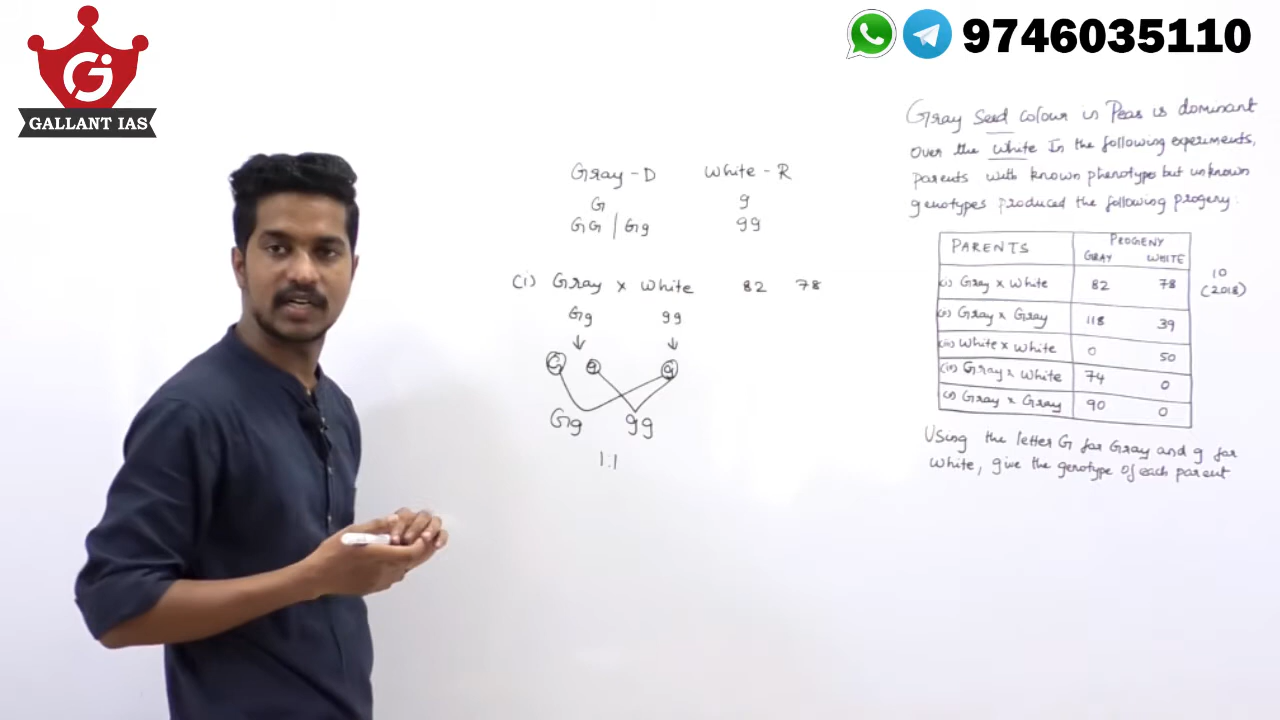 GALLANT IAS
9746035110
Gray Seed colour in Peas is dominant
over the white In the following experiments,
parents with known phenotype but unknown
genotypes produced the following progeny:
PARENTS PROGENY
GRAY WHITE
(i) Gray x White 82 78
(ii) Gray x Gray 118 39
(iii) White x White 0 50
(iv) Gray x White 74 0
(v) Gray x Gray 90 0
10
(2018)
Using the letter G for Gray and g for
White, give the genotype of each parent
Gray - D White - R
G g
GG | Gg gg
(i) Gray x White 82 78
Gg gg
G g g
Gg gg
1:1